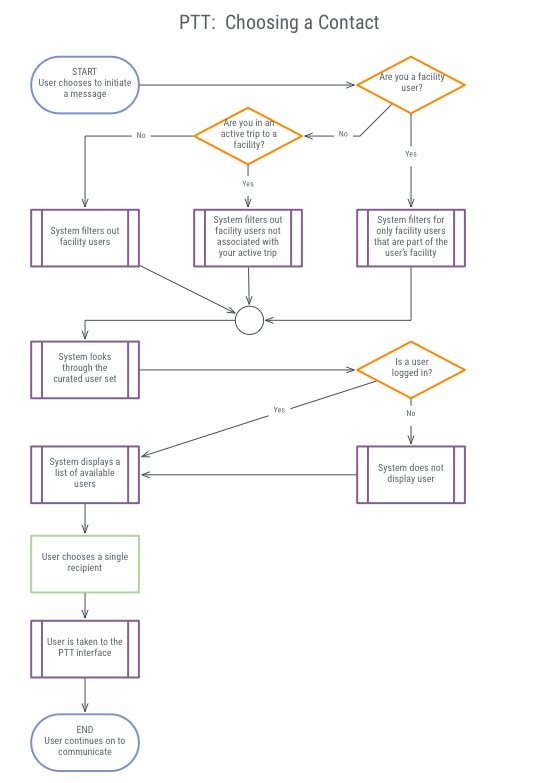 PTT: Choosing a Contact
START
User chooses to initiate
a message
Are you a facility
user?
Are you in an
active trip to a
facility?
No
No
Yes
Yes
System filters out
facility users
System filters out
facility users not
associated with
your active trip
System filters for
only facility users
that are part of the
user's facility
System looks
through the
curated user set
Is a user
logged in?
Yes
No
System displays a
list of available
users
System does not
display user
User chooses a single
recipient
User is taken to the
PTT interface
END
User continues on to
communicate